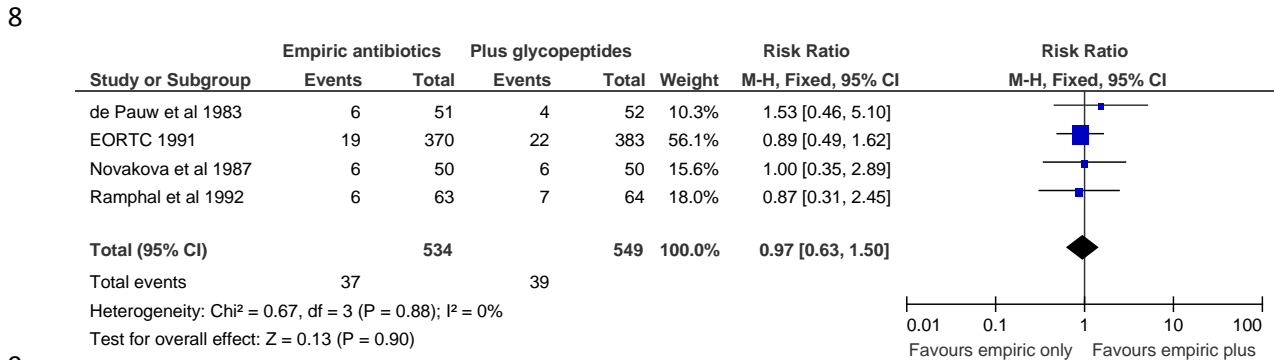 8
Empiric antibiotics Plus glycopeptides Risk Ratio Risk Ratio
Study or Subgroup Events Total Events Total Weight M-H, Fixed, 95% CI M-H, Fixed, 95% CI
de Pauw et al 1983 6 51 4 52 10.3% 1.53 [0.46, 5.10]
EORTC 1991 19 370 22 383 56.1% 0.89 [0.49, 1.62]
Novakova et al 1987 6 50 6 50 15.6% 1.00 [0.35, 2.89]
Ramphal et al 1992 6 63 7 64 18.0% 0.87 [0.31, 2.45]
Total (95% CI) 534 549 100.0% 0.97 [0.63, 1.50]
Total events 37 39
Heterogeneity: Chi² = 0.67, df = 3 (P = 0.88); I² = 0%
Test for overall effect: Z = 0.13 (P = 0.90)
0.01 0.1 1 10 100
Favours empiric only Favours empiric plus